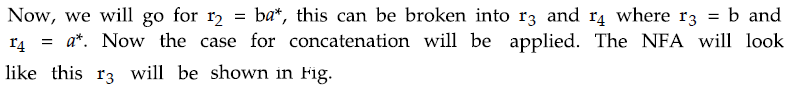 Now, we will go for r₂ = ba*, this can be broken into r₃ and r₄ where r₃ = b and
r₄ = a*. Now the case for concatenation will be applied. The NFA will look
like this r₃ will be shown in Fig.